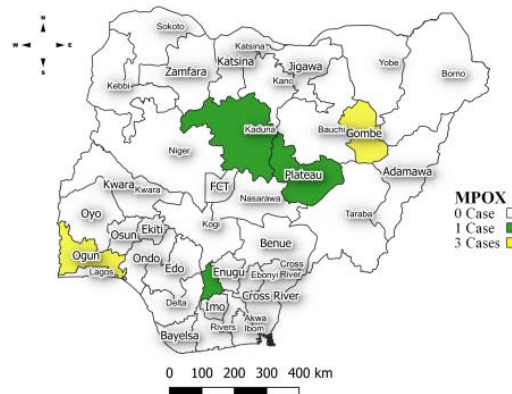 N
W E
S
Sokoto
Katsina
Katsina
Jigawa
Yobe
Borno
Zamfara
Kano
Kebbi
Kaduna
Bauchi
Gombe
Niger
Plateau
Adamawa
FCT
Kwara
Kwara
Nasarawa
Taraba
Oyo
Kogi
Ekiti
Osun
Benue
Ogun
Ondo
Edo
Enugu
Cross
Ebonyi River
Lagos
Delta
Imo
Cross River
Rivers
Akwa
Ibom
Bayelsa
MPOX
0 Case
1 Case
3 Cases
0 100 200 300 400 km